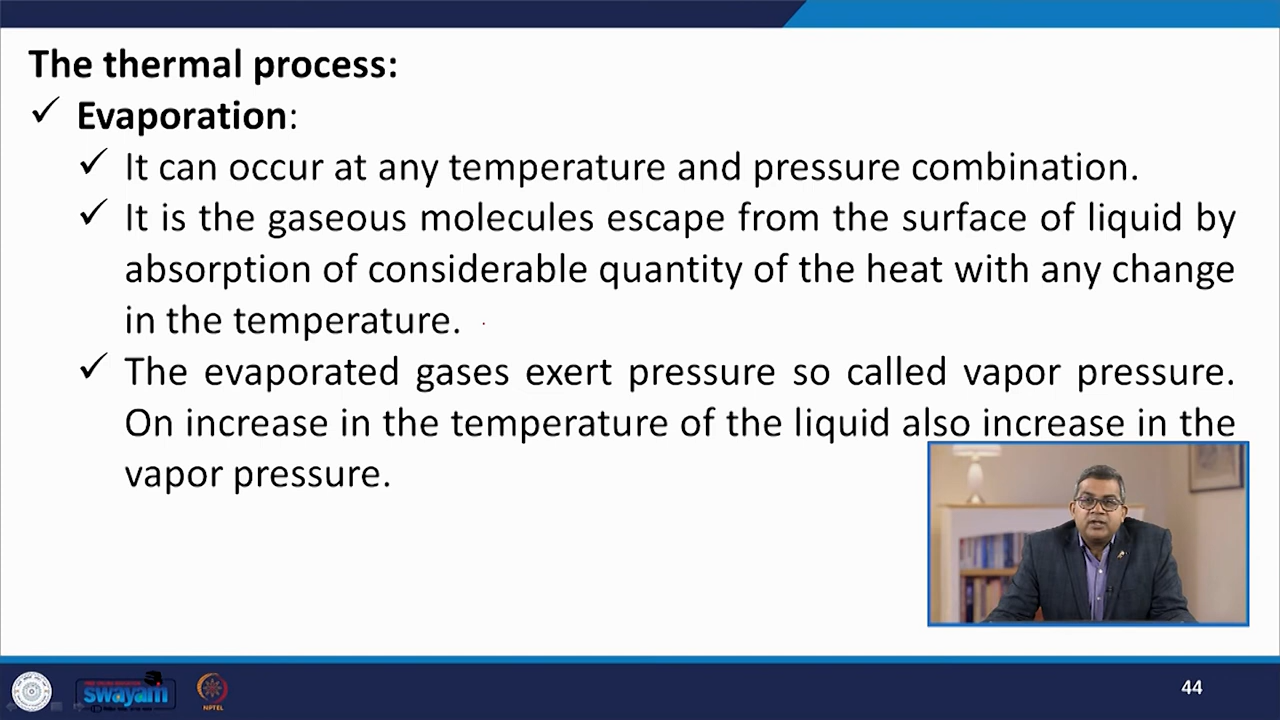 The thermal process:
✓ Evaporation:
✓ It can occur at any temperature and pressure combination.
✓ It is the gaseous molecules escape from the surface of liquid by
absorption of considerable quantity of the heat with any change
in the temperature.
✓ The evaporated gases exert pressure so called vapor pressure.
On increase in the temperature of the liquid also increase in the
vapor pressure.
swayam
NPTEL
44